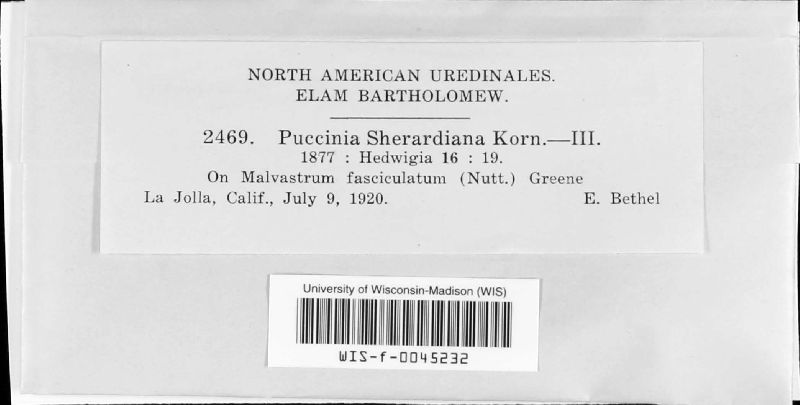 NORTH AMERICAN UREDINALES.
ELAM BARTHOLOMEW.
2469. Puccinia Sherardiana Korn.—III.
1877 : Hedwigia 16 : 19.
On Malvastrum fasciculatum (Nutt.) Greene
La Jolla, Calif., July 9, 1920. E. Bethel
University of Wisconsin-Madison (WIS)
WIS-f-0045232